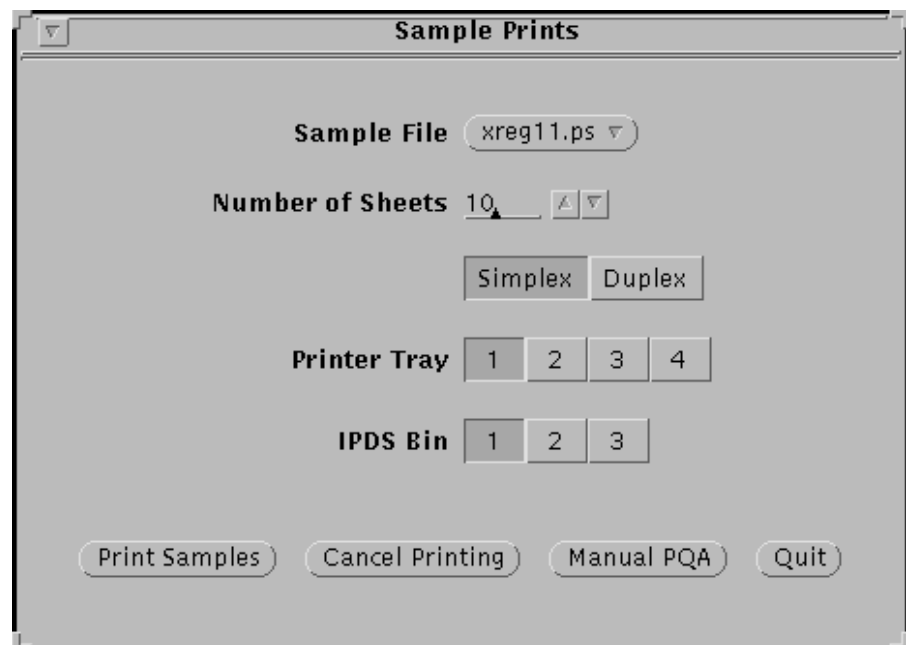 Sample Prints
Sample File xreg11.ps
Number of Sheets 10
Simplex Duplex
Printer Tray 1 2 3 4
IPDS Bin 1 2 3
Print Samples Cancel Printing Manual PQA Quit